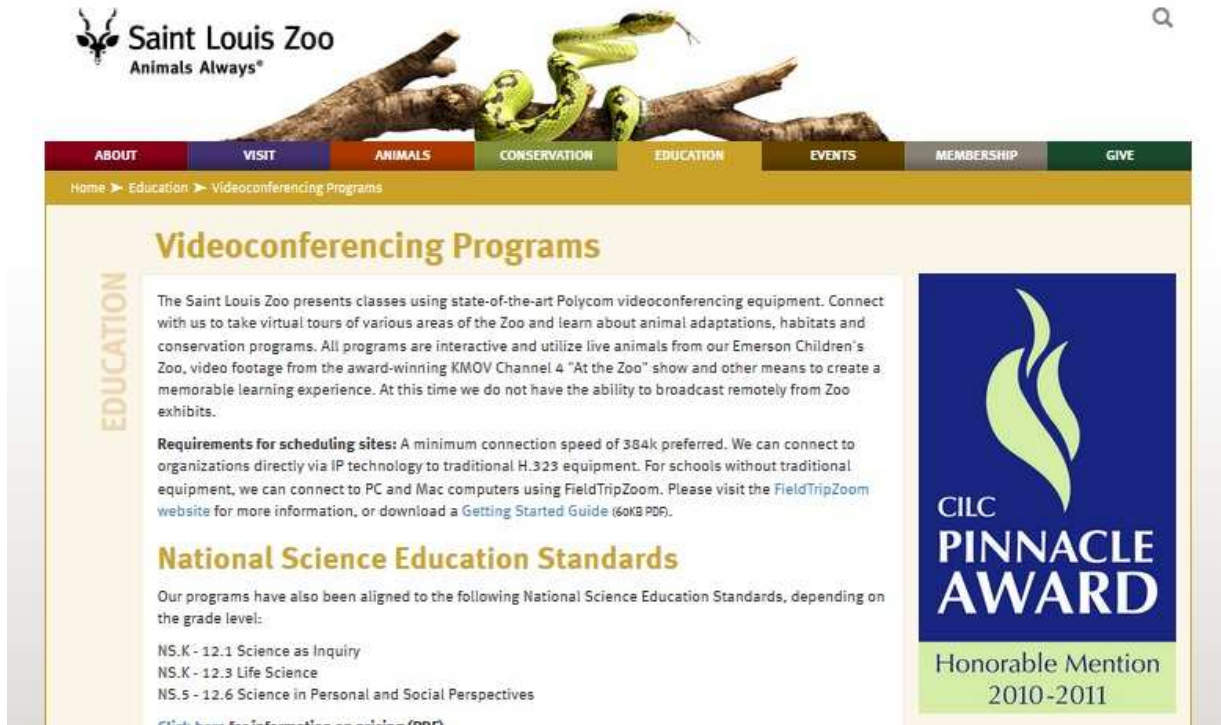 Saint Louis Zoo
Animals Always®
ABOUT VISIT ANIMALS CONSERVATION EDUCATION EVENTS MEMBERSHIP GIVE
Home ➤ Education ➤ Videoconferencing Programs
EDUCATION
Videoconferencing Programs
The Saint Louis Zoo presents classes using state-of-the-art Polycom videoconferencing equipment. Connect
with us to take virtual tours of various areas of the Zoo and learn about animal adaptations, habitats and
conservation programs. All programs are interactive and utilize live animals from our Emerson Children's
Zoo, video footage from the award-winning KMOV Channel 4 "At the Zoo" show and other means to create a
memorable learning experience. At this time we do not have the ability to broadcast remotely from Zoo
exhibits.
Requirements for scheduling sites: A minimum connection speed of 384k preferred. We can connect to
organizations directly via IP technology to traditional H.323 equipment. For schools without traditional
equipment, we can connect to PC and Mac computers using FieldTripZoom. Please visit the FieldTripZoom
website for more information, or download a Getting Started Guide (60KB PDF).
National Science Education Standards
Our programs have also been aligned to the following National Science Education Standards, depending on
the grade level:
NS.K - 12.1 Science as Inquiry
NS.K - 12.3 Life Science
NS.5 - 12.6 Science in Personal and Social Perspectives
Click here for information on pricing (PDF)
CILC
PINNACLE
AWARD
Honorable Mention
2010-2011